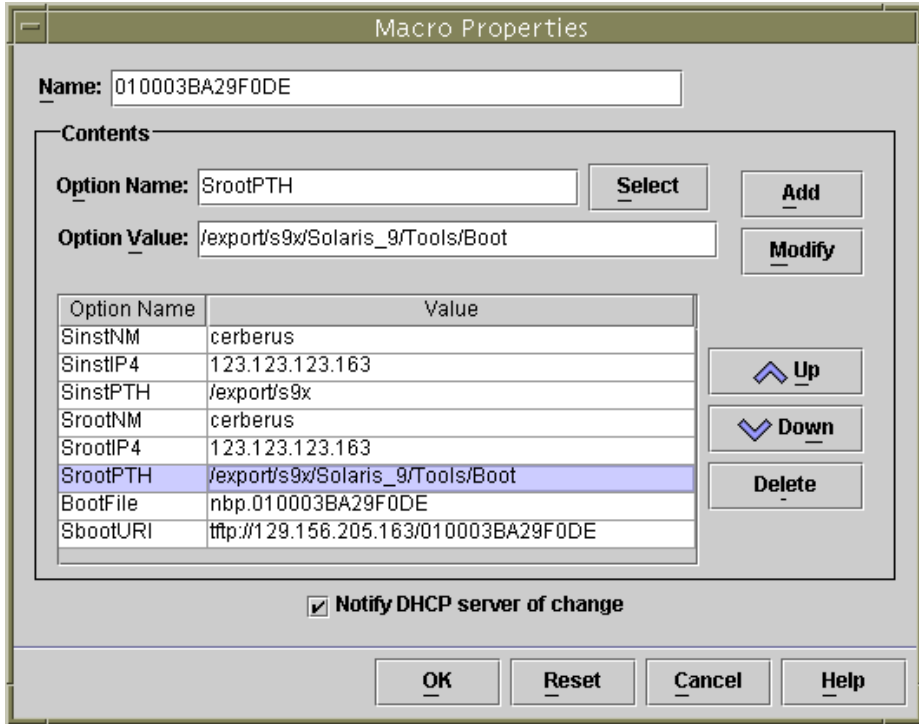 Macro Properties
Name: 010003BA29F0DE
Contents
Option Name: SrootPTH Select Add
Option Value: /export/s9x/Solaris_9/Tools/Boot Modify
Option Name Value
SinstNM cerberus
SinstIP4 123.123.123.163
SinstPTH /export/s9x
SrootNM cerberus
SrootIP4 123.123.123.163
SrootPTH /export/s9x/Solaris_9/Tools/Boot
BootFile nbp.010003BA29F0DE
SbootURI tftp://129.156.205.163/010003BA29F0DE
Up
Down
Delete
Notify DHCP server of change
OK Reset Cancel Help